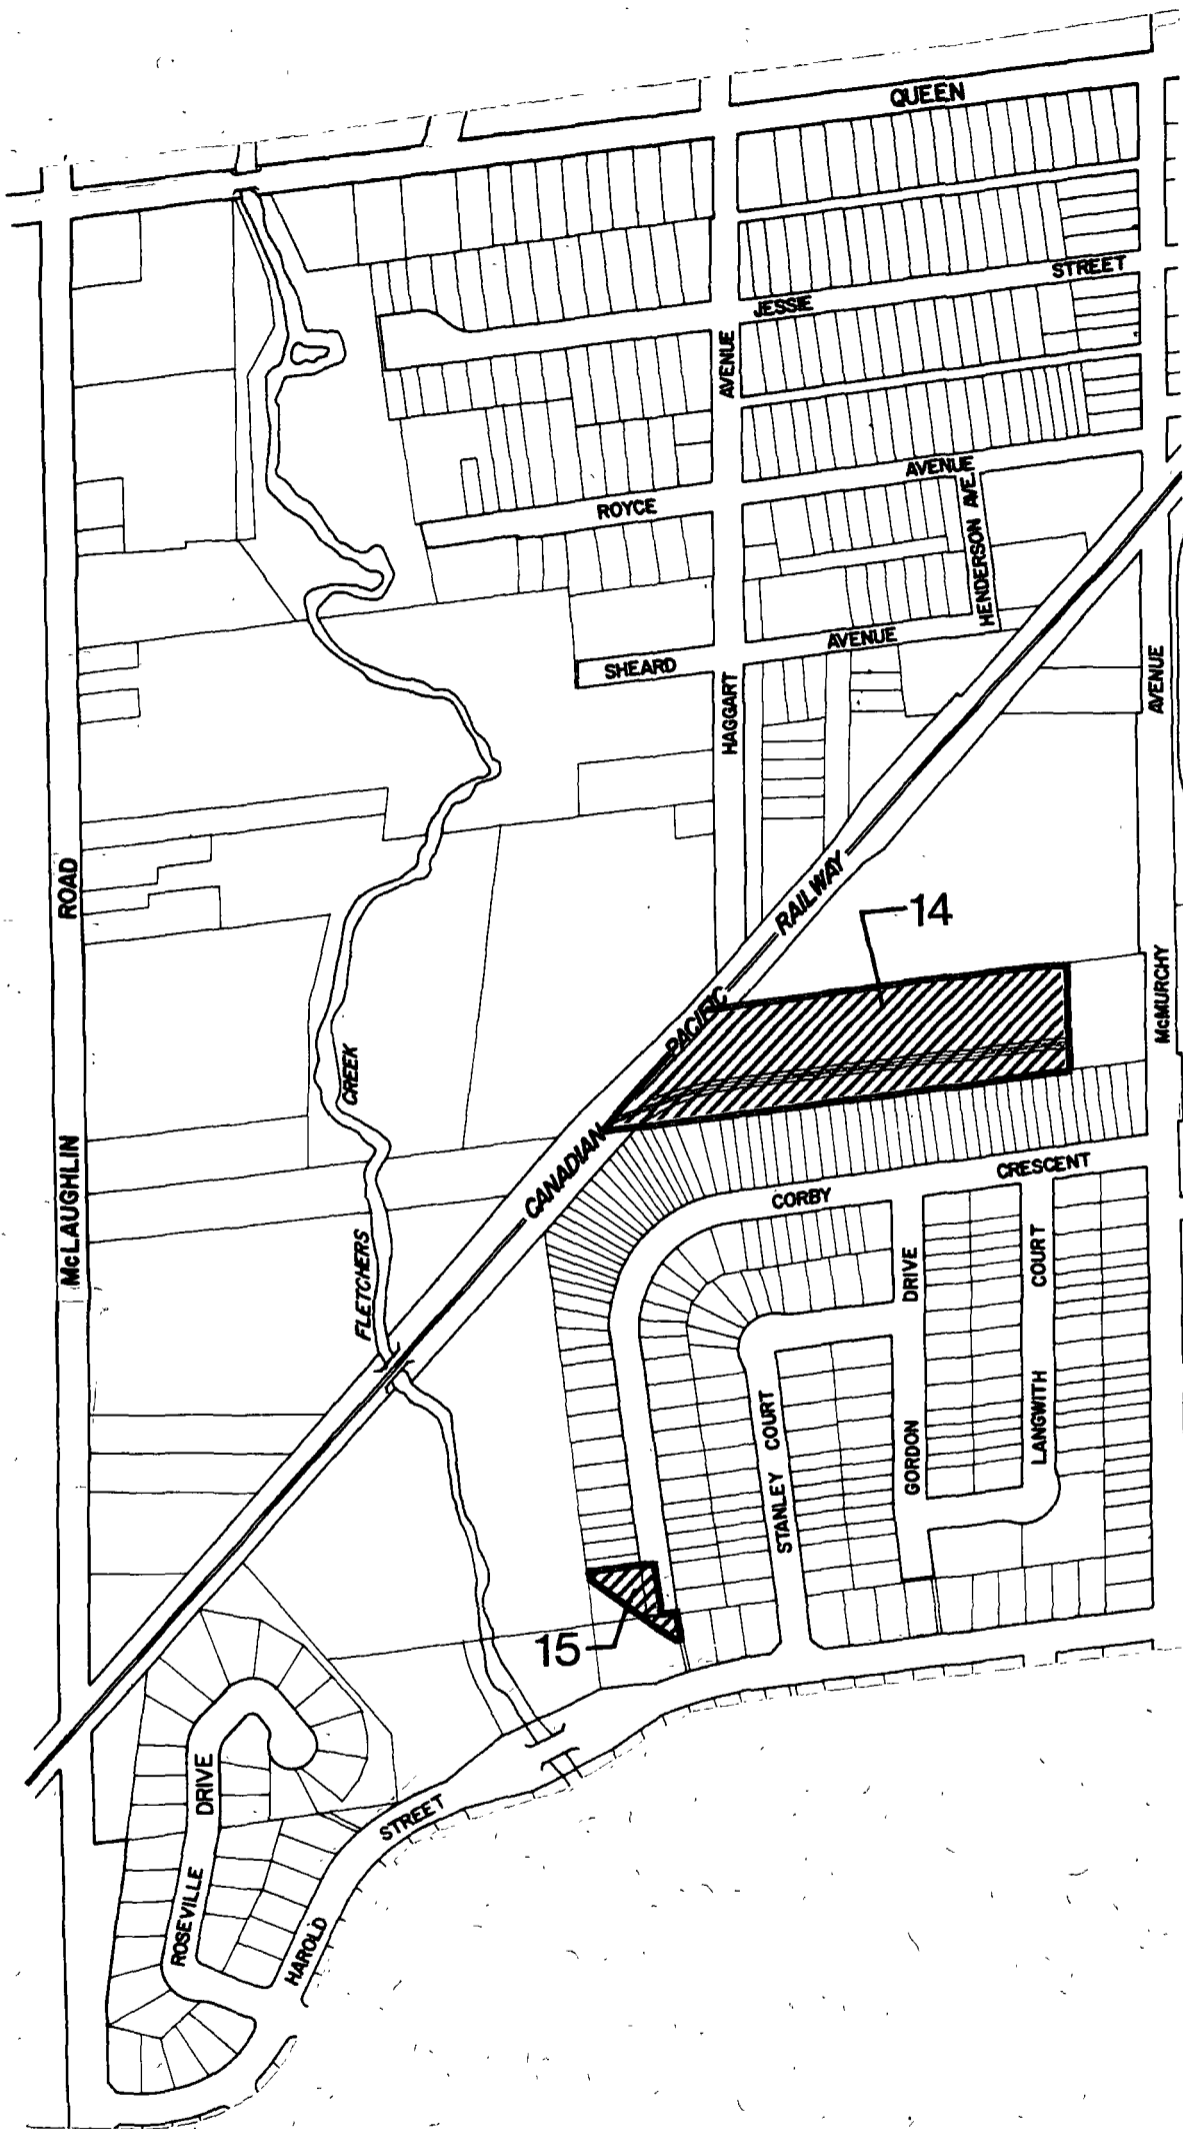 QUEEN
JESSIE STREET
AVENUE
AVENUE
ROYCE
HENDERSON AVE.
AVENUE
SHEARD
AVENUE
HAGGART
ROAD
RAILWAY
14
PACIFIC
McMURCHY
CREEK
McLAUGHLIN
CANADIAN
CRESCENT
CORBY
FLETCHERS
DRIVE
COURT
STANLEY COURT
GORDON
LANGWITH
15
DRIVE
STREET
ROSEVILLE
HAROLD